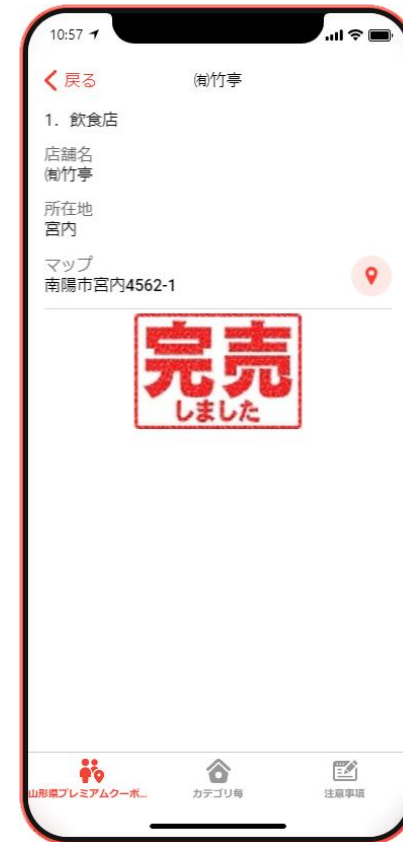 10:57
戻る
㈲竹亭
1. 飲食店
店舗名
㈲竹亭
所在地
宮内
マップ
南陽市宮内4562-1
完売
しました
山形県プレミアムクーポ...
カテゴリ毎
注意事項